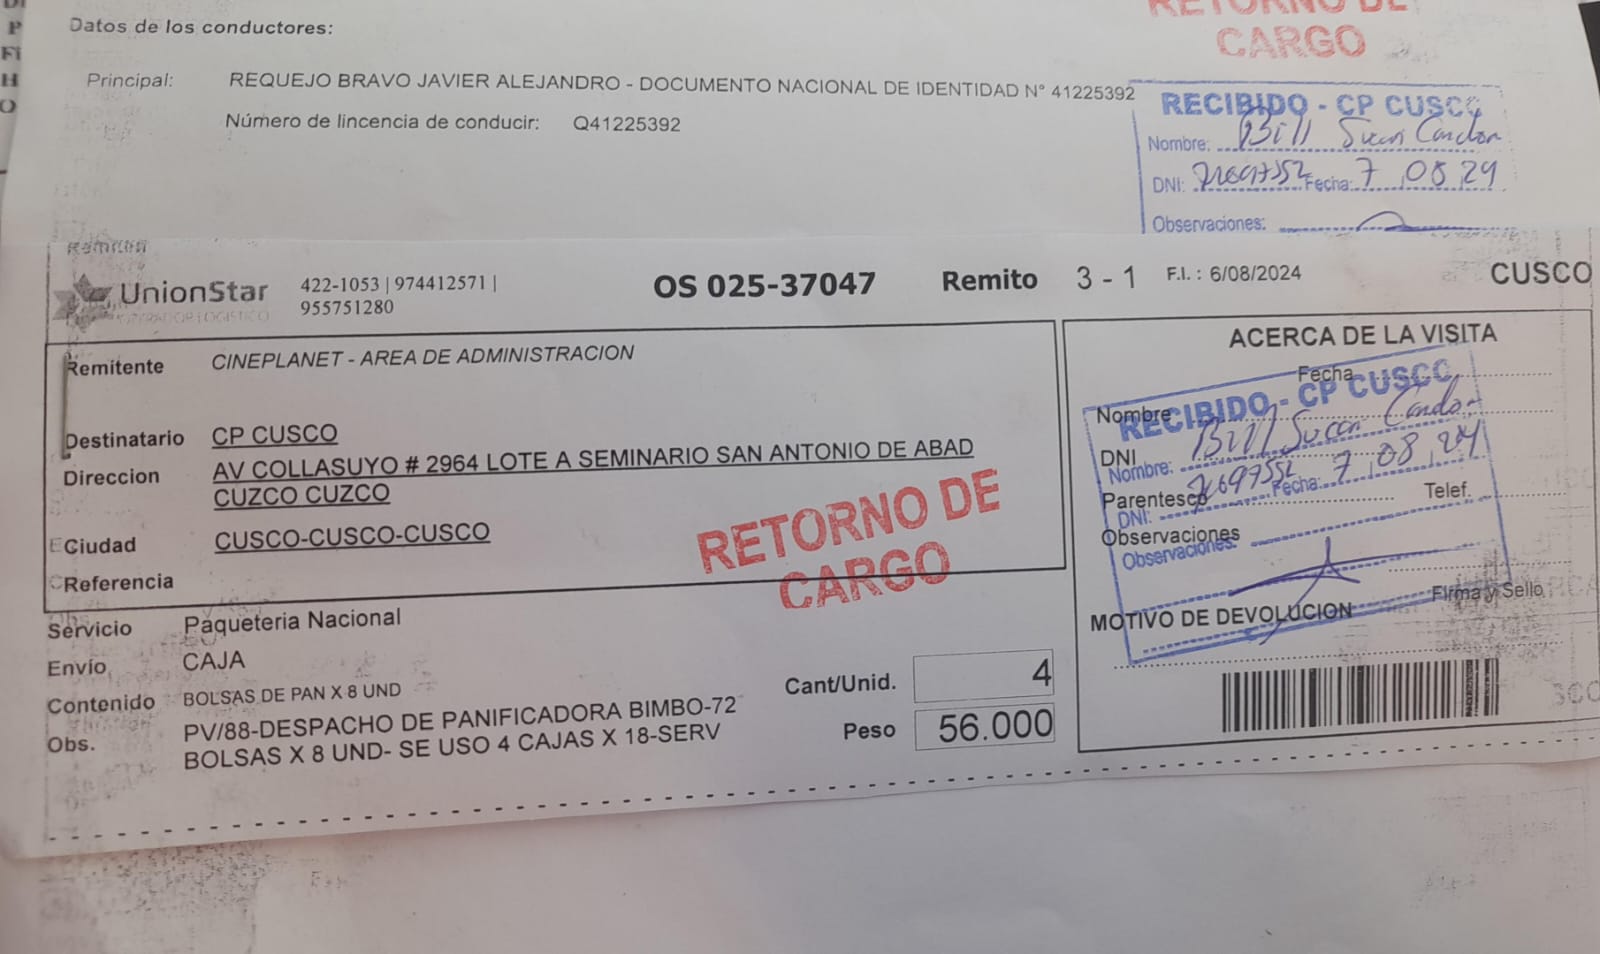 RETORNO DE
CARGO
Datos de los conductores:
Principal: REQUEJO BRAVO JAVIER ALEJANDRO - DOCUMENTO NACIONAL DE IDENTIDAD N° 41225392
Número de lincencia de conducir: Q41225392
RECIBIDO - CP CUSCO
Nombre: Bill
DNI: Fecha: 7 08 24
Observaciones:
UnionStar
OPERADOR LOGISTICO
422-1053 | 974412571 |
955751280
OS 025-37047 Remito 3 - 1 F.I. : 6/08/2024 CUSCO
Remitente CINEPLANET - AREA DE ADMINISTRACION
Destinatario CP CUSCO
Direccion AV COLLASUYO # 2964 LOTE A SEMINARIO SAN ANTONIO DE ABAD
CUZCO CUZCO
Ciudad CUSCO-CUSCO-CUSCO
Referencia
RETORNO DE
CARGO
Servicio Paqueteria Nacional
Envío CAJA
Contenido BOLSAS DE PAN X 8 UND
Obs. PV/88-DESPACHO DE PANIFICADORA BIMBO-72
BOLSAS X 8 UND- SE USO 4 CAJAS X 18-SERV
Cant/Unid. 4
Peso 56.000
ACERCA DE LA VISITA
Fecha
Nombre
DNI
Parentesco Telef.
Observaciones
Firma y Sello
MOTIVO DE DEVOLUCION
RECIBIDO - CP CUSCO
Nombre: Bill
DNI: Fecha: 7 08 24
Observaciones: